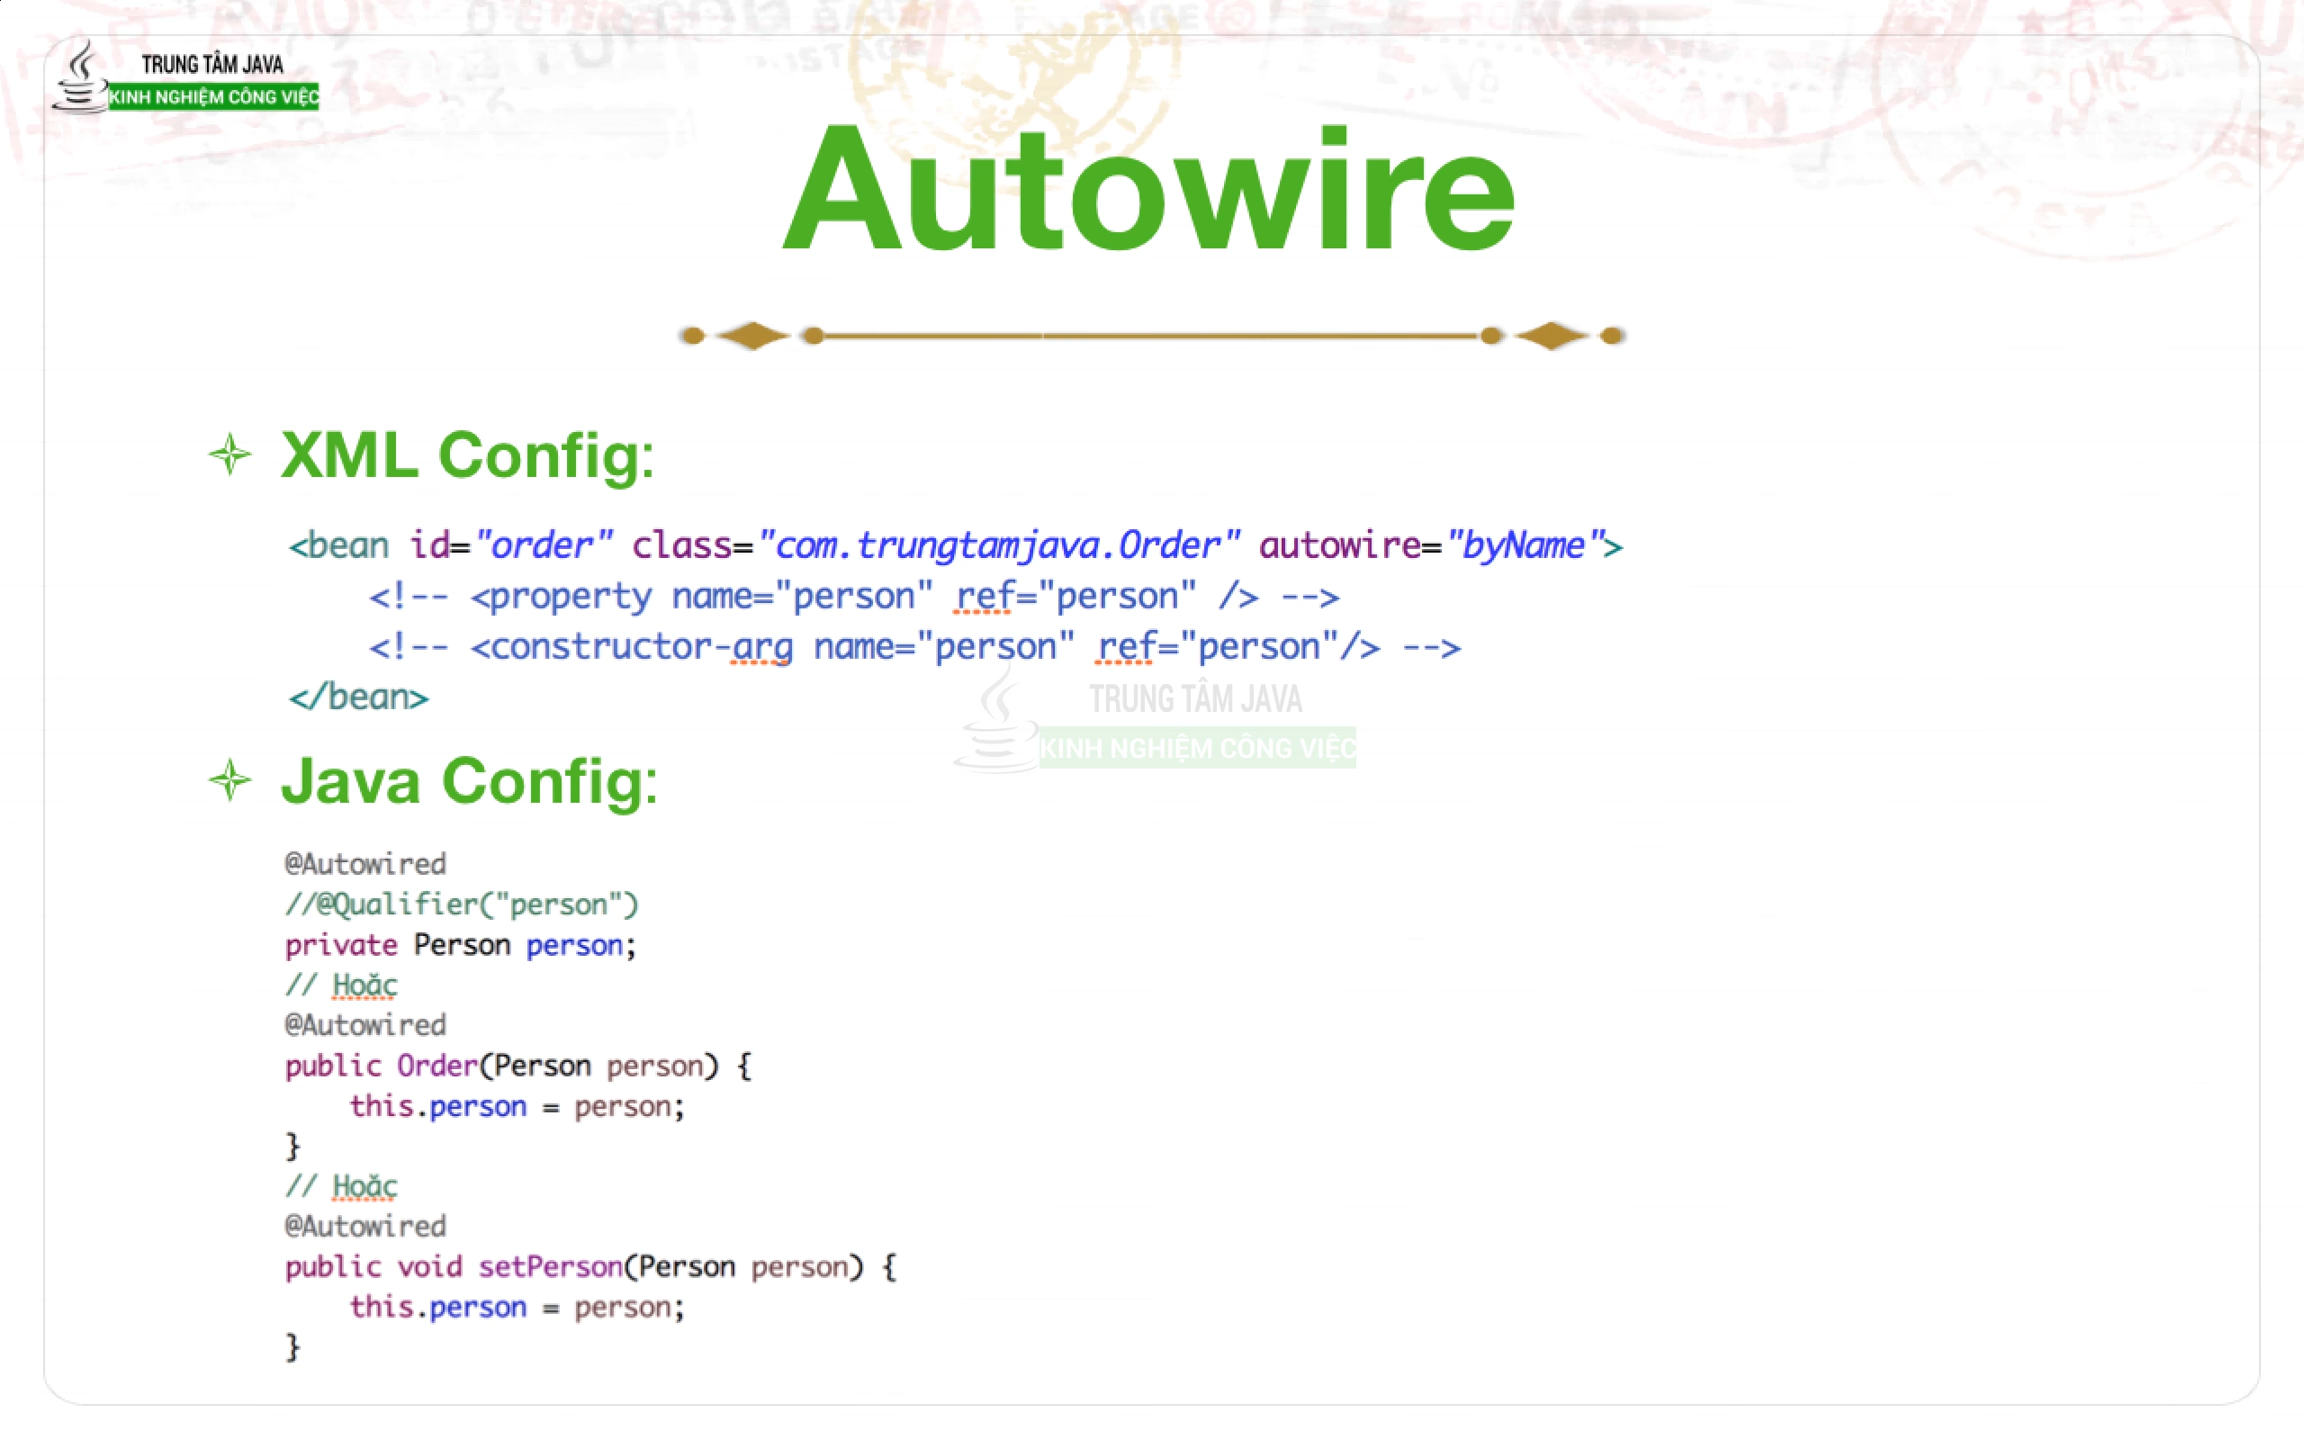 TRUNG TÂM JAVA
KINH NGHIỆM CÔNG VIỆC
Autowire
XML Config:
<bean id="order" class="com.trungtamjava.Order" autowire="byName">
    <!-- <property name="person" ref="person" /> -->
    <!-- <constructor-arg name="person" ref="person"/> -->
</bean>
TRUNG TÂM JAVA
KINH NGHIỆM CÔNG VIỆC
Java Config:
@Autowired
//@Qualifier("person")
private Person person;
// Hoặc
@Autowired
public Order(Person person) {
    this.person = person;
}
// Hoặc
@Autowired
public void setPerson(Person person) {
    this.person = person;
}